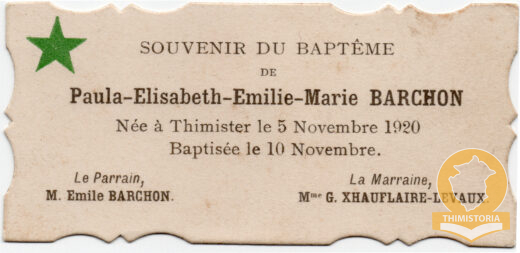 SOUVENIR DU BAPTÊME
DE
Paula-Elisabeth-Emilie-Marie BARCHON
Née à Thimister le 5 Novembre 1920
Baptisée le 10 Novembre.
Le Parrain,
M. Emile BARCHON.
La Marraine,
Mme G. XHAUFLAIRE-LEVAUX.
THIMISTORIA